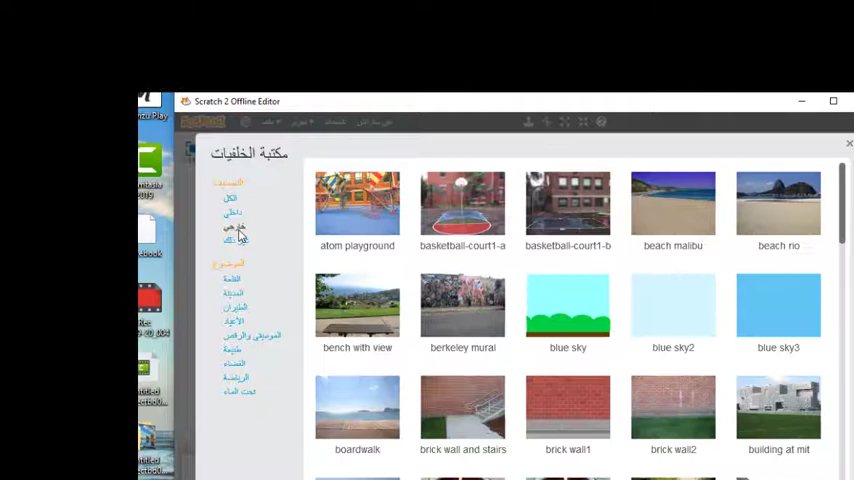 Scratch 2 Offline Editor
مكتبة الخلفيات
التصنيف
الكل
داخلي
خارجي
غير ذلك
الموضوع
القلعة
المدينة
الطيران
الأعياد
الموسيقى والرقص
طبيعة
الفضاء
الرياضة
تحت الماء
atom playground
basketball-court1-a
basketball-court1-b
beach malibu
beach rio
bench with view
berkeley mural
blue sky
blue sky2
blue sky3
boardwalk
brick wall and stairs
brick wall1
brick wall2
building at mit